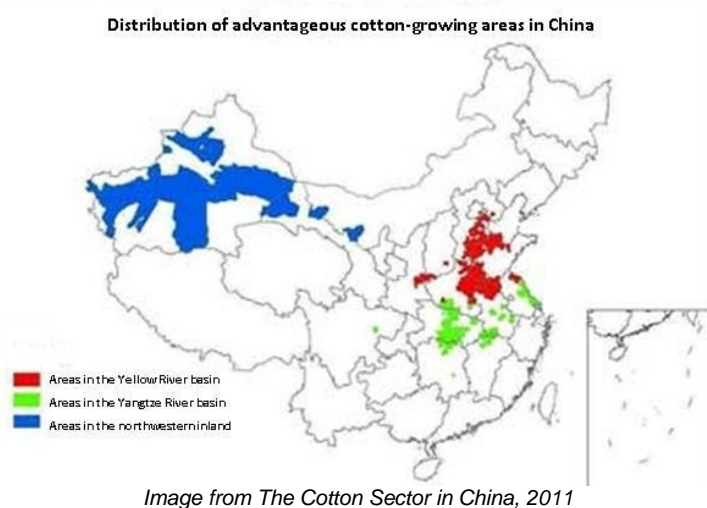 Distribution of advantageous cotton-growing areas in China
Areas in the Yellow River basin
Areas in the Yangtze River basin
Areas in the northwestern inland
Image from The Cotton Sector in China, 2011